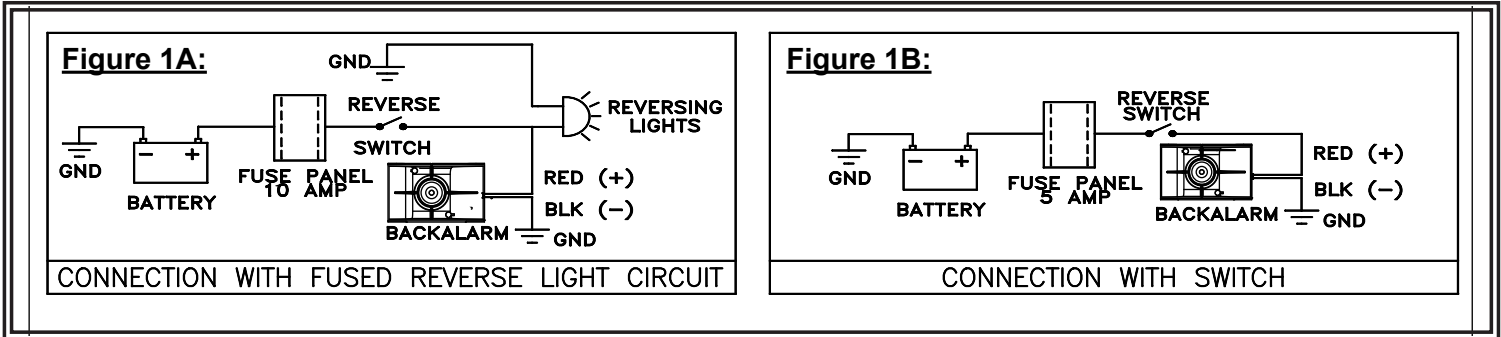 Figure 1A:
GND
REVERSE
SWITCH
REVERSING
LIGHTS
GND
- +
BATTERY
FUSE PANEL
10 AMP
RED (+)
BLK (-)
BACKALARM
GND
CONNECTION WITH FUSED REVERSE LIGHT CIRCUIT
Figure 1B:
REVERSE
SWITCH
GND
- +
BATTERY
FUSE PANEL
5 AMP
RED (+)
BLK (-)
BACKALARM
GND
CONNECTION WITH SWITCH